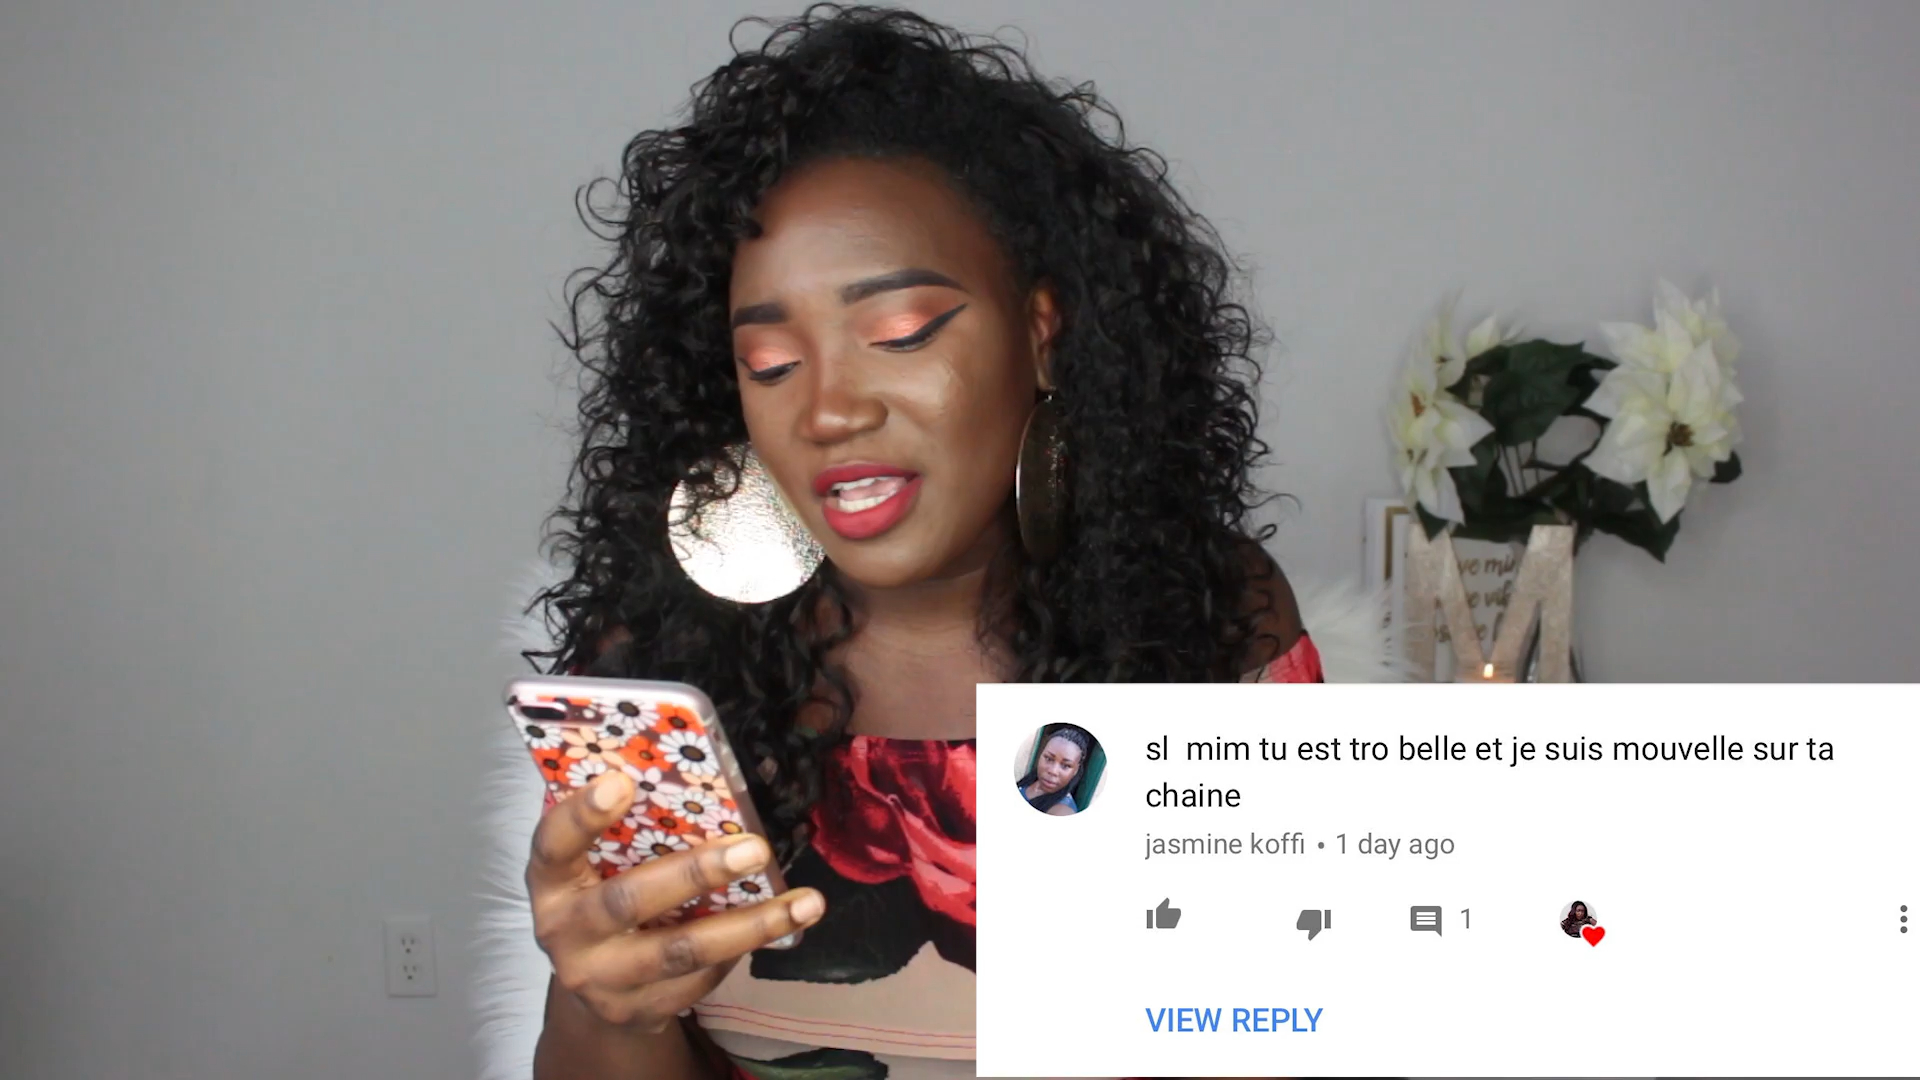 sl mim tu est tro belle et je suis mouvelle sur ta
chaine
jasmine koffi • 1 day ago
1
VIEW REPLY
M